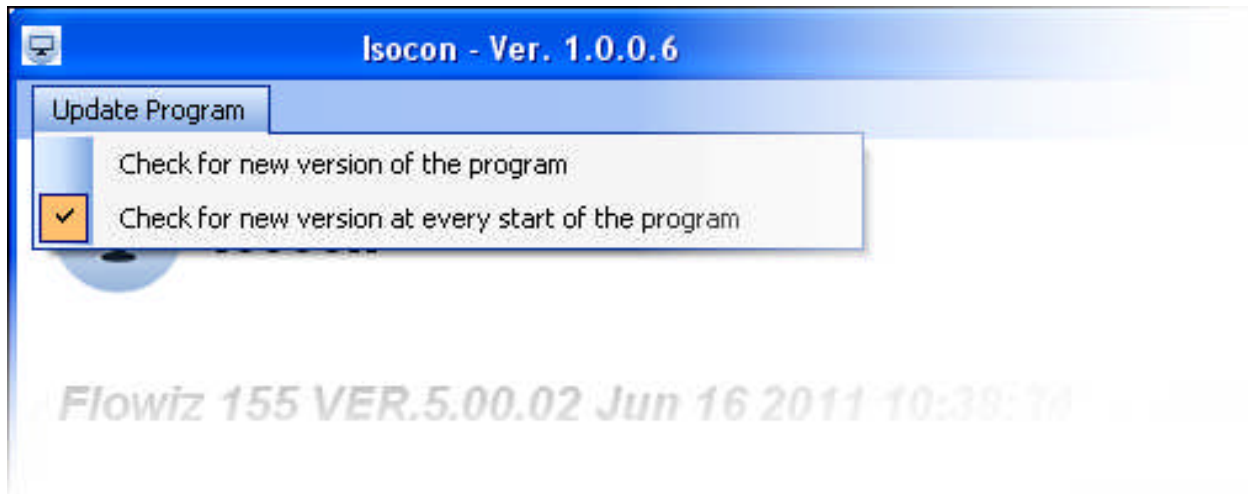 Isocon - Ver. 1.0.0.6
Update Program
Check for new version of the program
Check for new version at every start of the program
Flowiz 155 VER.5.00.02 Jun 16 2011